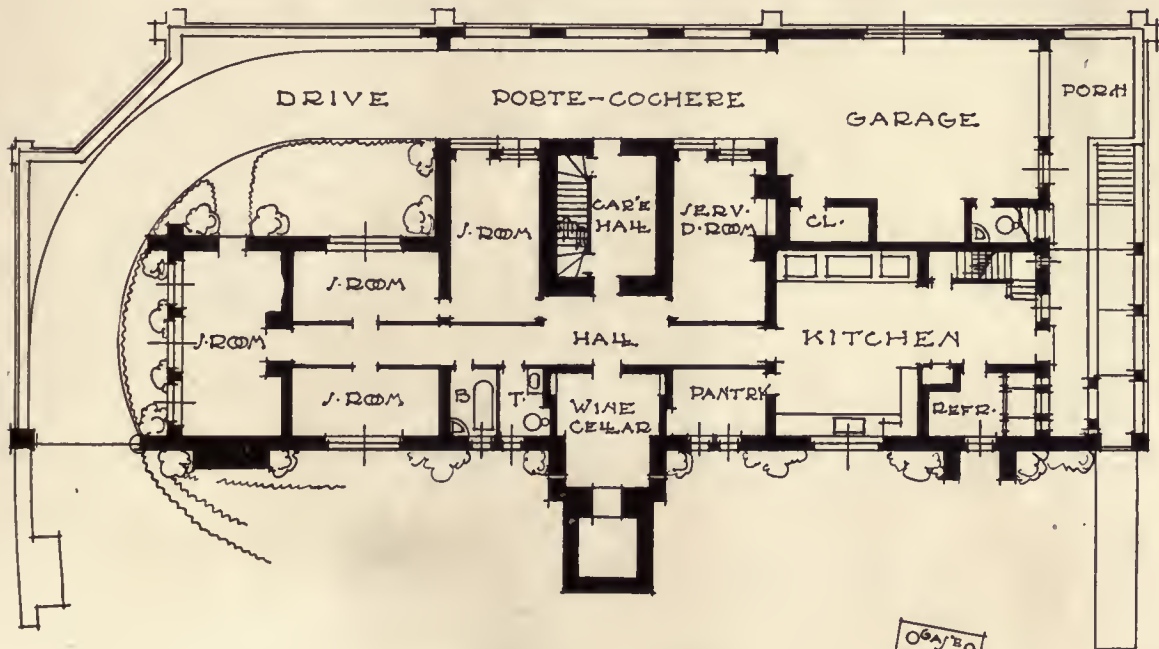 DRIVE
PORTE-COCHERE
GARAGE
PORCH
S·ROOM
CAR'E
HALL
SERV·
D·ROOM
CL·
S·ROOM
S·ROOM
HALL
KITCHEN
S·ROOM
B
T·
WINE
CELLAR
PANTRY
REFR·